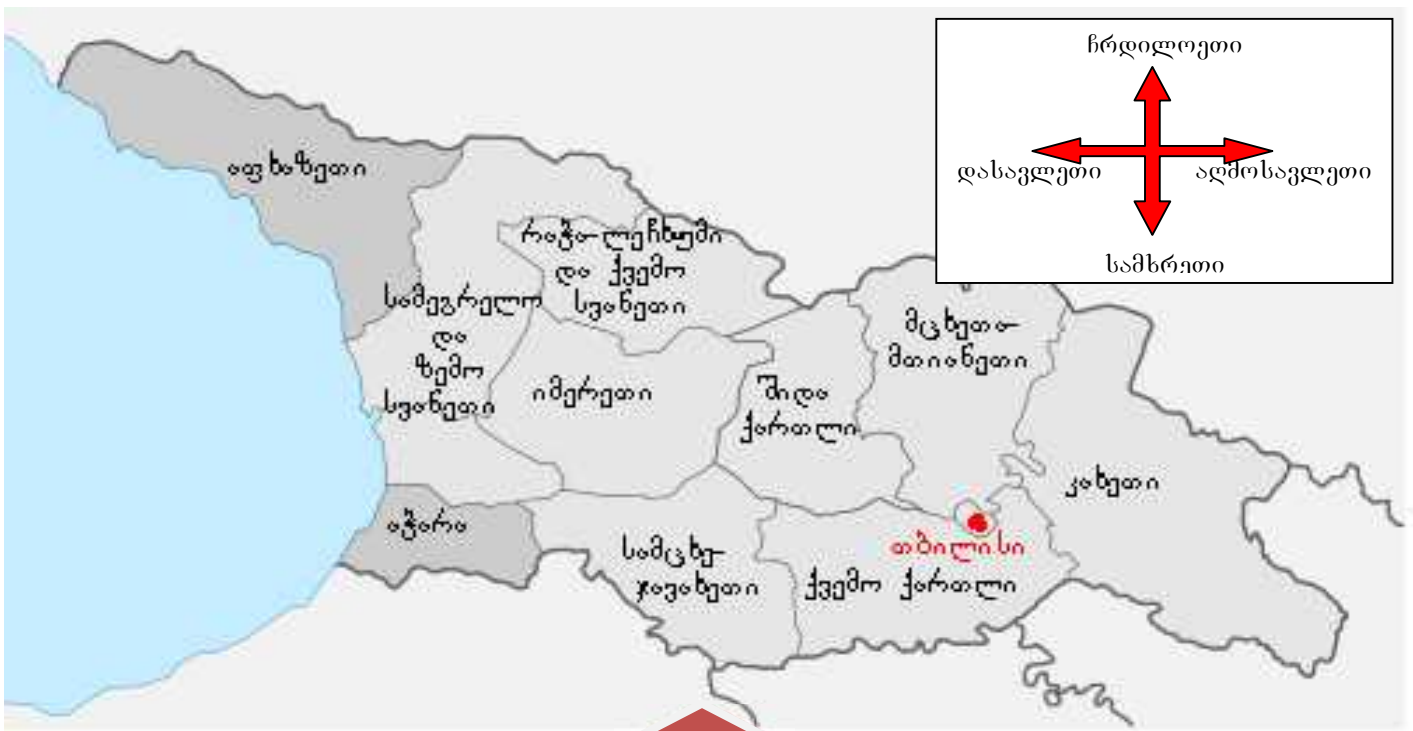 ჩრდილოეთი
დასავლეთი
აღმოსავლეთი
სამხრეთი
აფხაზეთი
რაჭა-ლეჩხუმი
და ქვემო
სვანეთი
სამეგრელო
და
ზემო
სვანეთი
იმერეთი
შიდა
ქართლი
მცხეთა-
მთიანეთი
კახეთი
აჭარა
სამცხე-
ჯავახეთი
თბილისი
ქვემო ქართლი